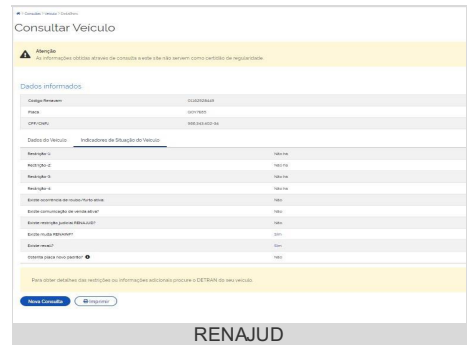 / Consulta / Veículo /
Consultar Veículo
Atenção
As informações obtidas através de consulta a este site não servem como certidão de regularidade.
Dados informados
Código Renavam
Placa
CPF/CNPJ
Dados do Veículo Indicadores de Situação do Veículo
Restrição-1 Não há
Restrição-2 Não há
Restrição-3 Não há
Restrição-4 Não há
Existe ocorrência de roubo/furto ativa Não
Existe comunicação de venda ativa? Não
Existe restrição judicial RENAJUD? Não
Existe multa RENAINF? Sim
Existe recall? Sim
Ostenta placa novo padrão? Não
Para obter detalhes das restrições ou informações adicionais procure o DETRAN do seu veículo.
Nova Consulta Imprimir
RENAJUD